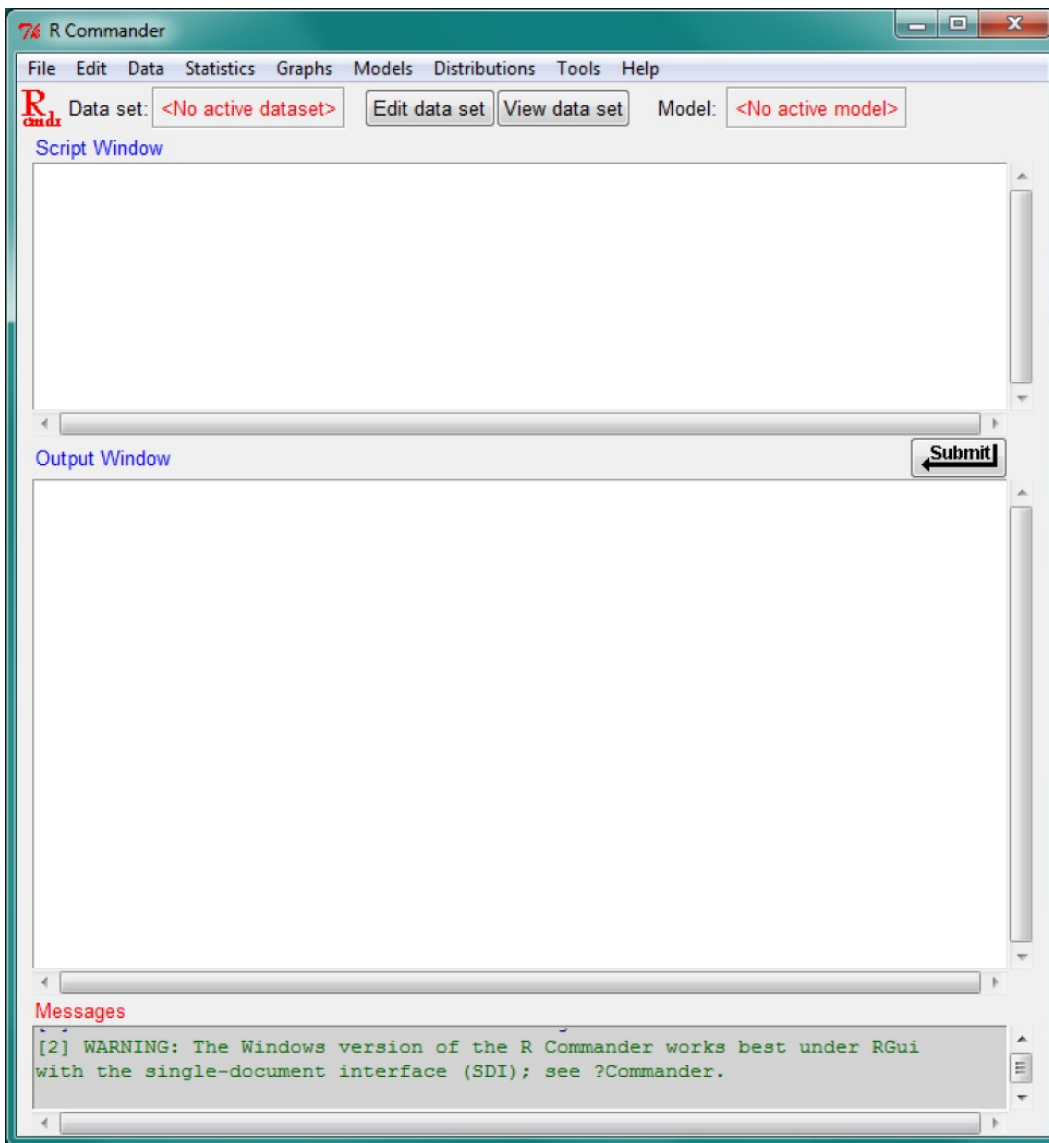 R Commander
File Edit Data Statistics Graphs Models Distributions Tools Help
R cmdr Data set: <No active dataset> Edit data set View data set Model: <No active model>
Script Window
Output Window Submit
Messages
[2] WARNING: The Windows version of the R Commander works best under RGui
with the single-document interface (SDI); see ?Commander.